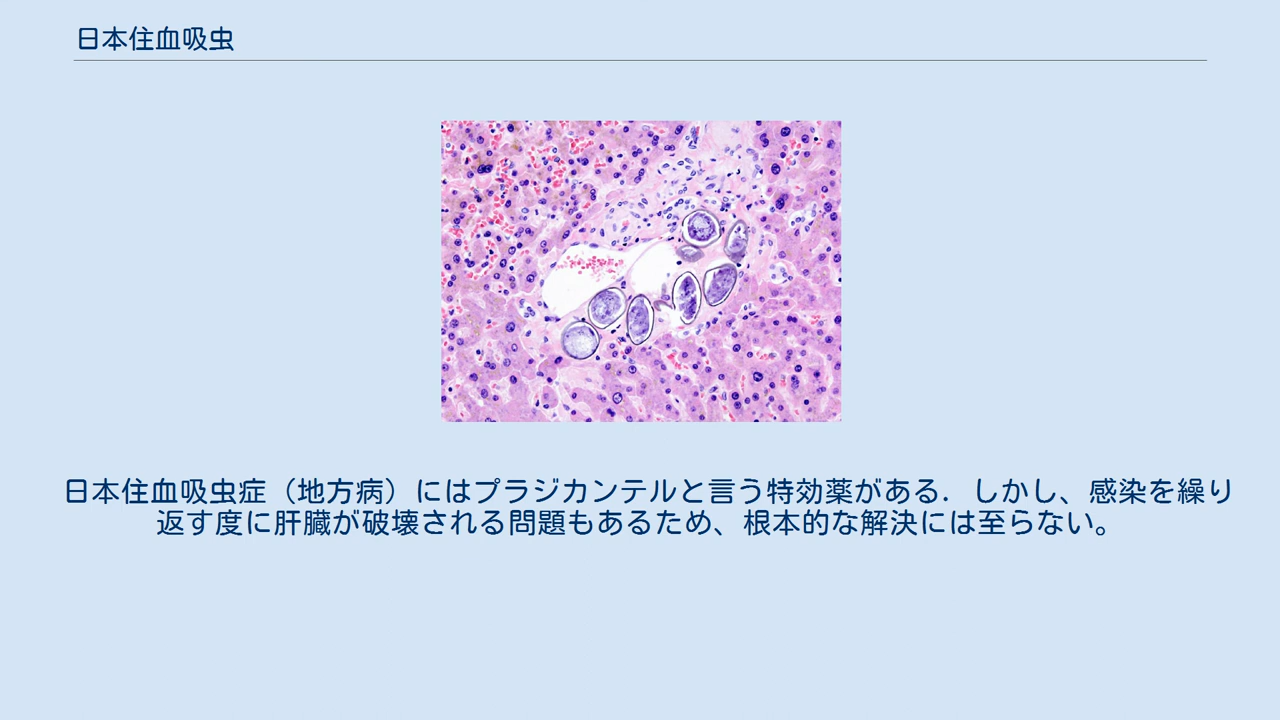 日本住血吸虫
日本住血吸虫症（地方病）にはプラジカンテルと言う特効薬がある．しかし、感染を繰り
返す度に肝臓が破壊される問題もあるため、根本的な解決には至らない。